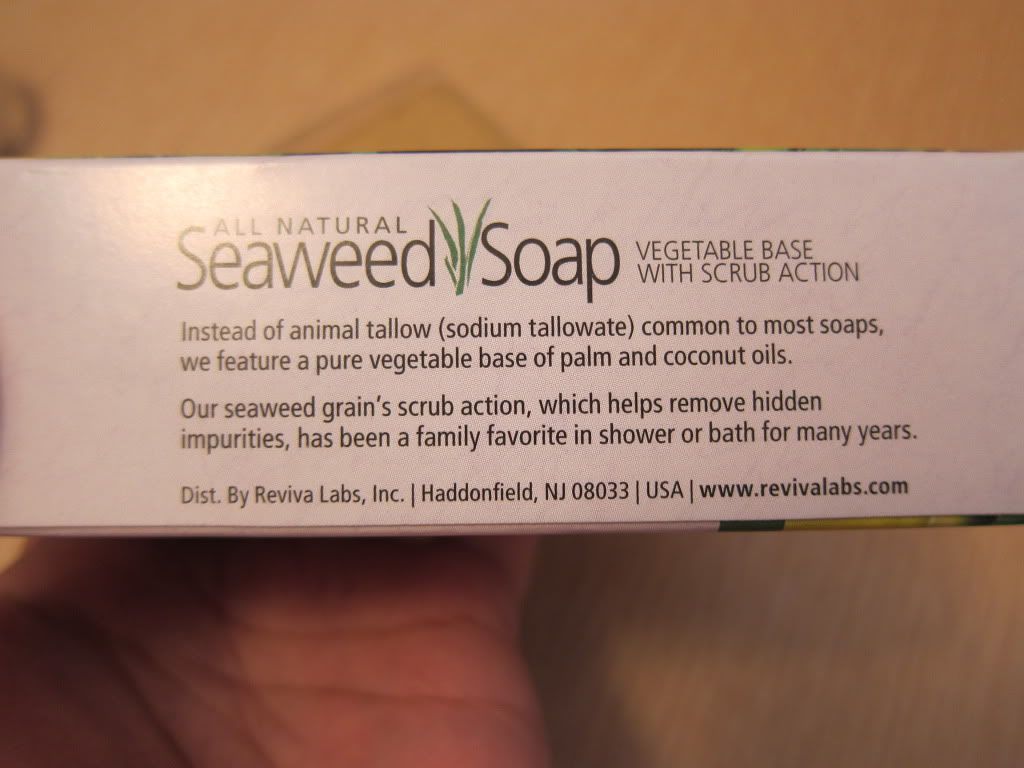 ALL NATURAL
Seaweed Soap VEGETABLE BASE
WITH SCRUB ACTION
Instead of animal tallow (sodium tallowate) common to most soaps,
we feature a pure vegetable base of palm and coconut oils.
Our seaweed grain's scrub action, which helps remove hidden
impurities, has been a family favorite in shower or bath for many years.
Dist. By Reviva Labs, Inc. | Haddonfield, NJ 08033 | USA | www.revivalabs.com